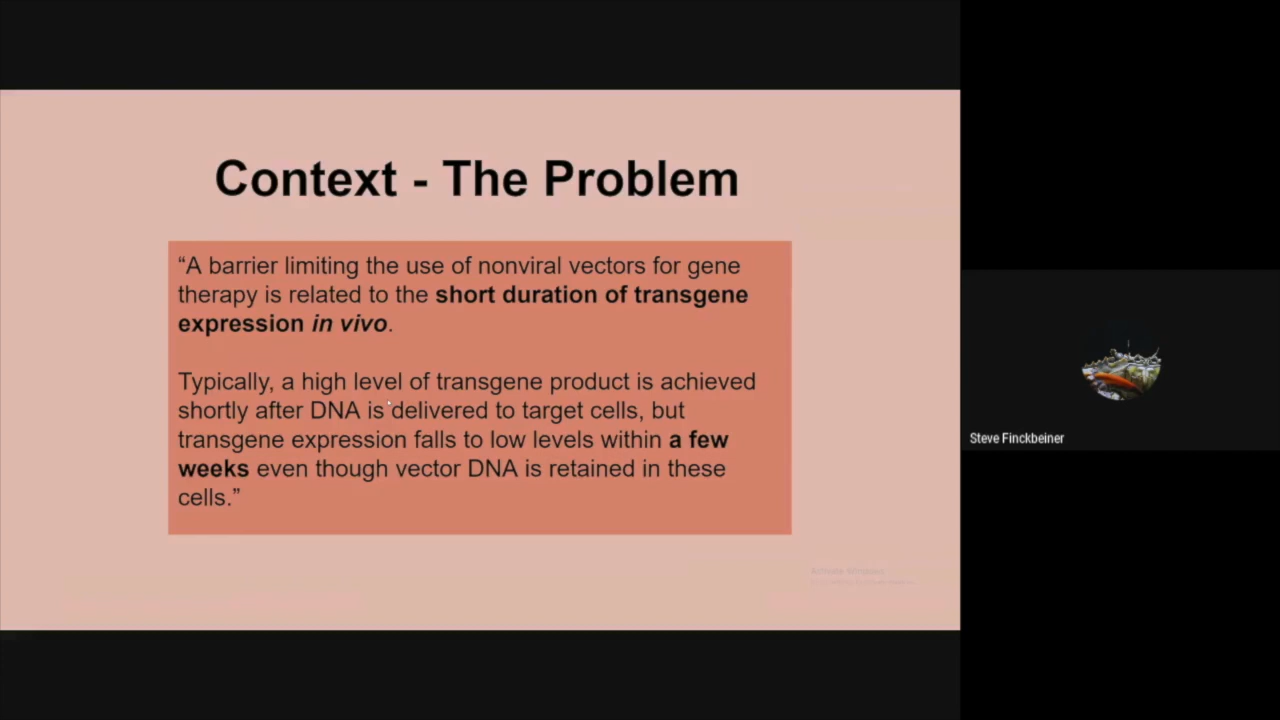 Context - The Problem
“A barrier limiting the use of nonviral vectors for gene
therapy is related to the short duration of transgene
expression in vivo.
Typically, a high level of transgene product is achieved
shortly after DNA is delivered to target cells, but
transgene expression falls to low levels within a few
weeks even though vector DNA is retained in these
cells.”
Steve Finckbeiner